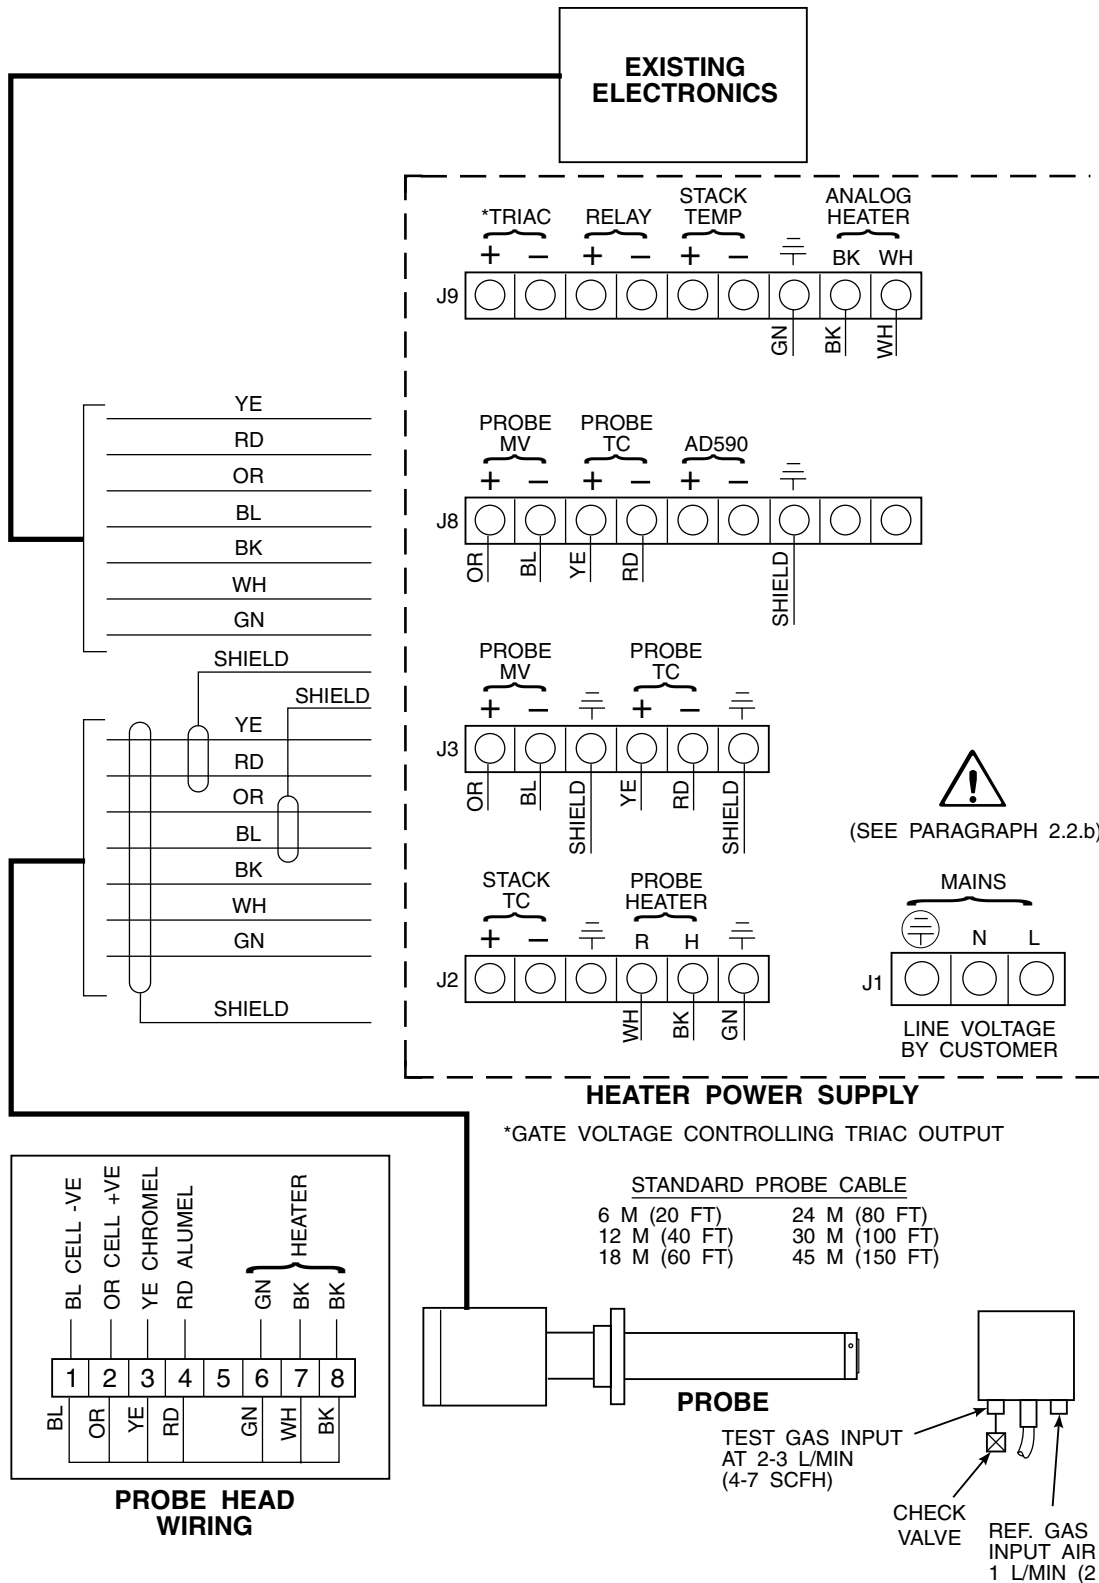 EXISTING
ELECTRONICS
*TRIAC RELAY STACK TEMP ANALOG HEATER
+ − + − + − BK WH
J9
GN BK WH
YE
RD
OR
BL
BK
WH
GN
SHIELD
SHIELD
PROBE MV PROBE TC AD590
+ − + − + −
J8
OR BL YE RD SHIELD
PROBE MV PROBE TC
+ − + −
J3
OR BL SHIELD YE RD SHIELD
YE
RD
OR
BL
BK
WH
GN
SHIELD
(SEE PARAGRAPH 2.2.b)
STACK TC PROBE HEATER
+ − R H
J2
WH BK GN
MAINS
N L
J1
LINE VOLTAGE
BY CUSTOMER
HEATER POWER SUPPLY
*GATE VOLTAGE CONTROLLING TRIAC OUTPUT
STANDARD PROBE CABLE
6 M (20 FT) 24 M (80 FT)
12 M (40 FT) 30 M (100 FT)
18 M (60 FT) 45 M (150 FT)
BL CELL -VE
OR CELL +VE
YE CHROMEL
RD ALUMEL
HEATER
GN BK BK
1 2 3 4 5 6 7 8
BL OR YE RD GN WH BK
PROBE HEAD
WIRING
PROBE
TEST GAS INPUT
AT 2-3 L/MIN
(4-7 SCFH)
CHECK
VALVE
REF. GAS
INPUT AIR
1 L/MIN (2